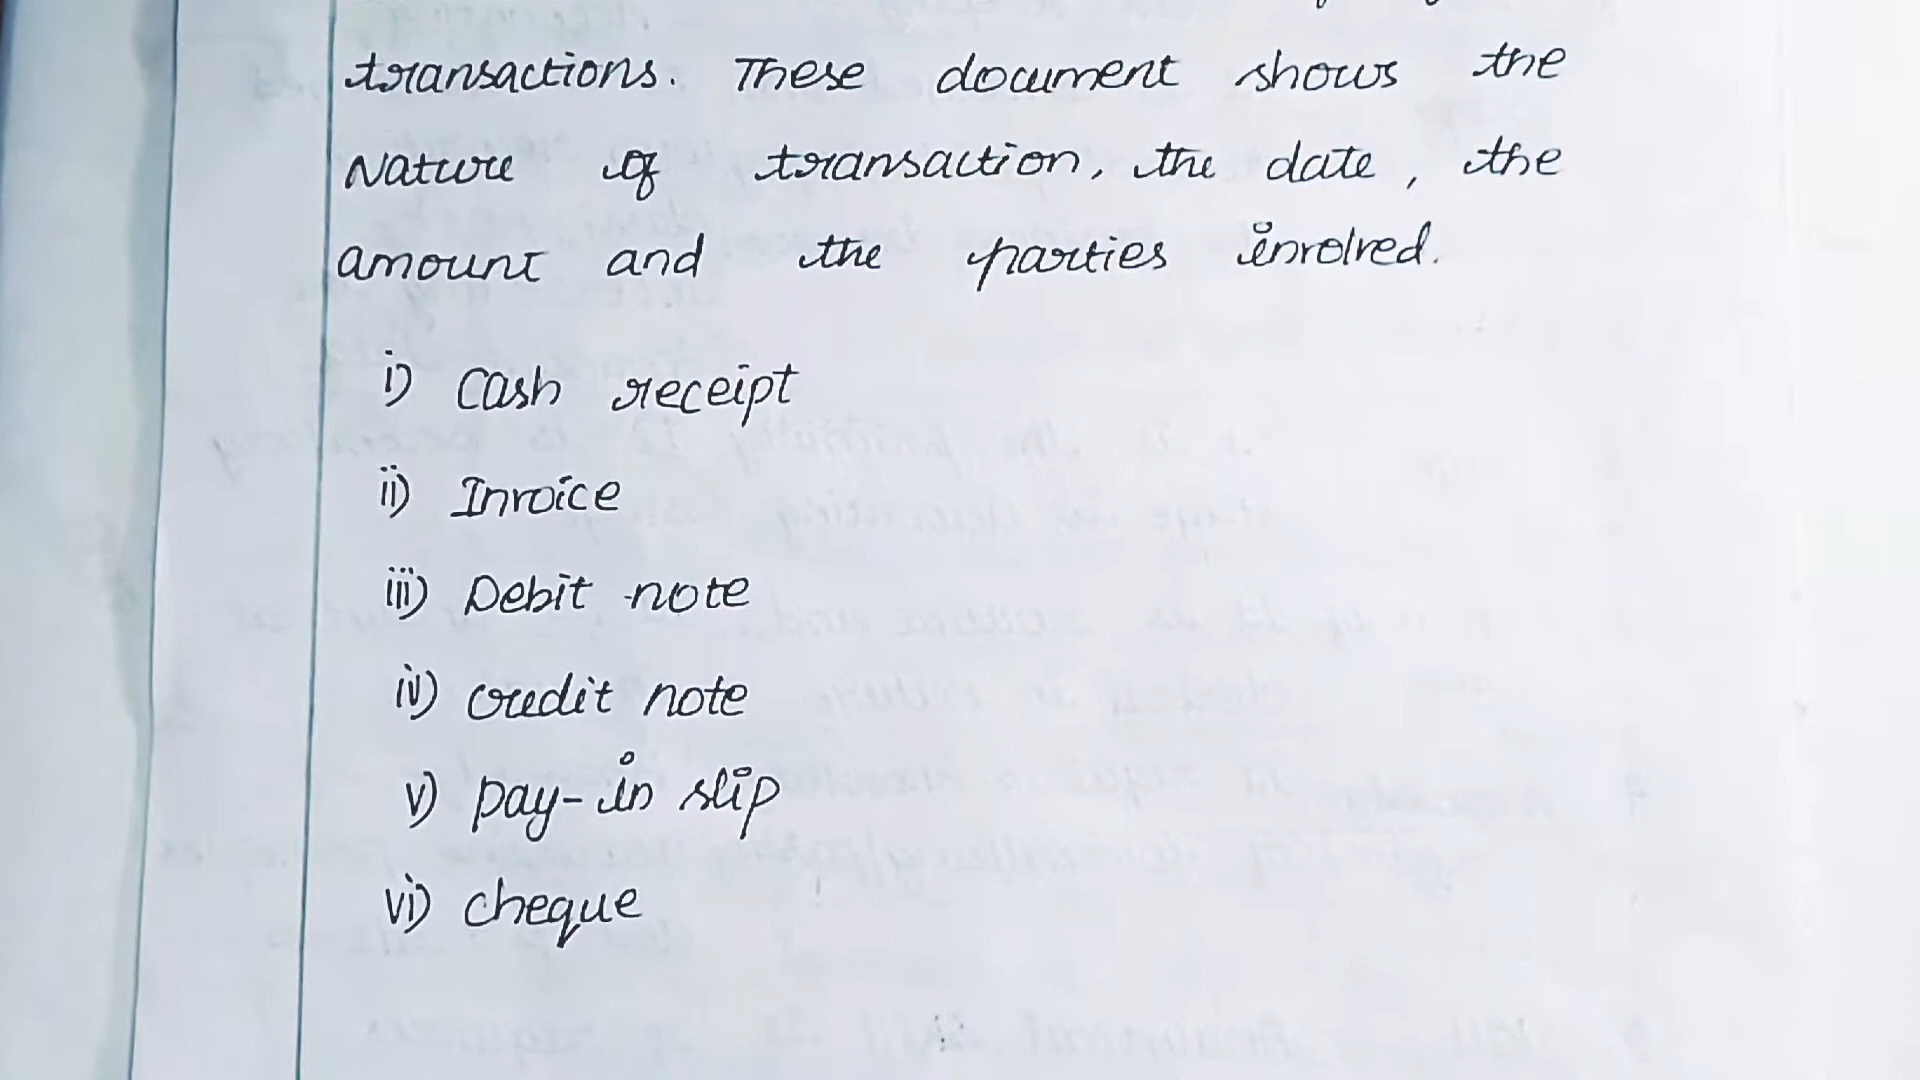 transactions. These document shows the
Nature of transaction, the date, the
amount and the parties involved.
i) Cash receipt
ii) Invoice
iii) Debit note
iv) credit note
v) pay-in slip
vi) cheque